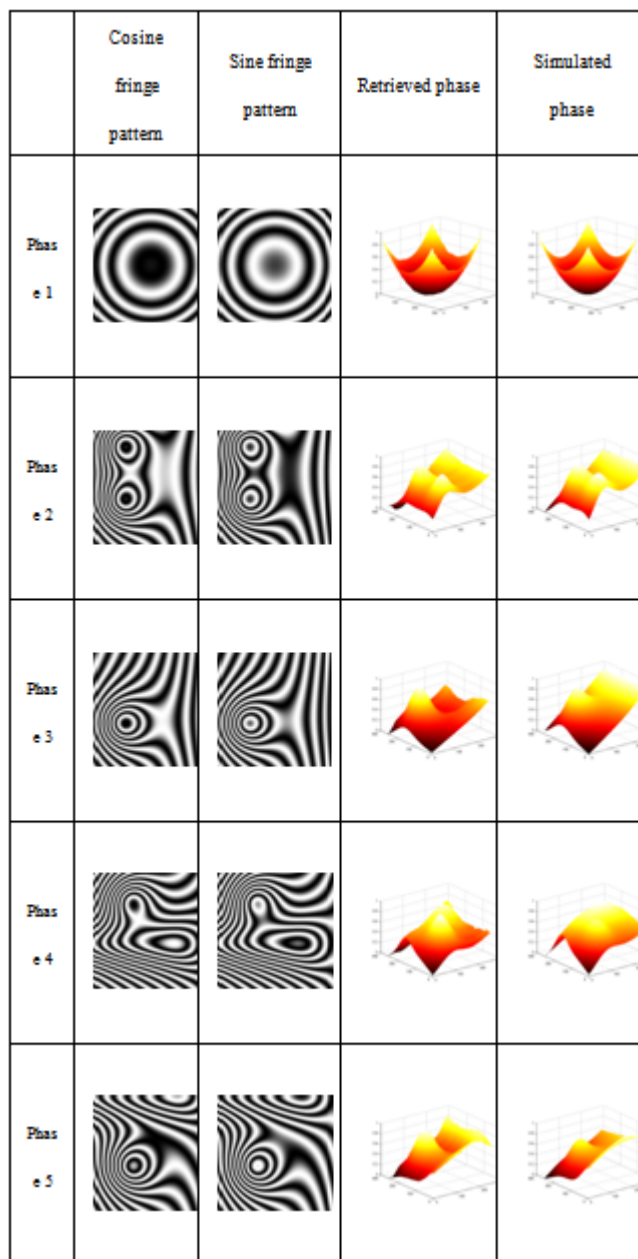 Cosine
fringe
pattern
Sine fringe
pattern
Retrieved phase
Simulated
phase
Phas
e 1
Phas
e 2
Phas
e 3
Phas
e 4
Phas
e 5